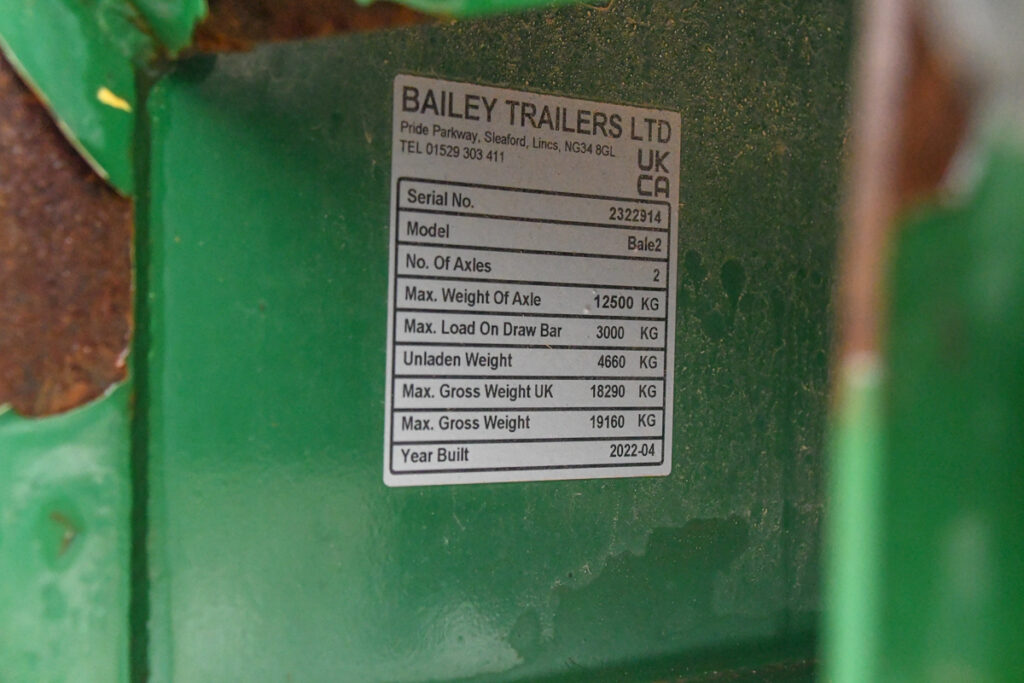 BAILEY TRAILERS LTD
Pride Parkway, Sleaford, Lincs, NG34 8GL
TEL 01529 303 411
UK
CA
Serial No. 2322914
Model Bale2
No. Of Axles 2
Max. Weight Of Axle 12500 KG
Max. Load On Draw Bar 3000 KG
Unladen Weight 4660 KG
Max. Gross Weight UK 18290 KG
Max. Gross Weight 19160 KG
Year Built 2022-04